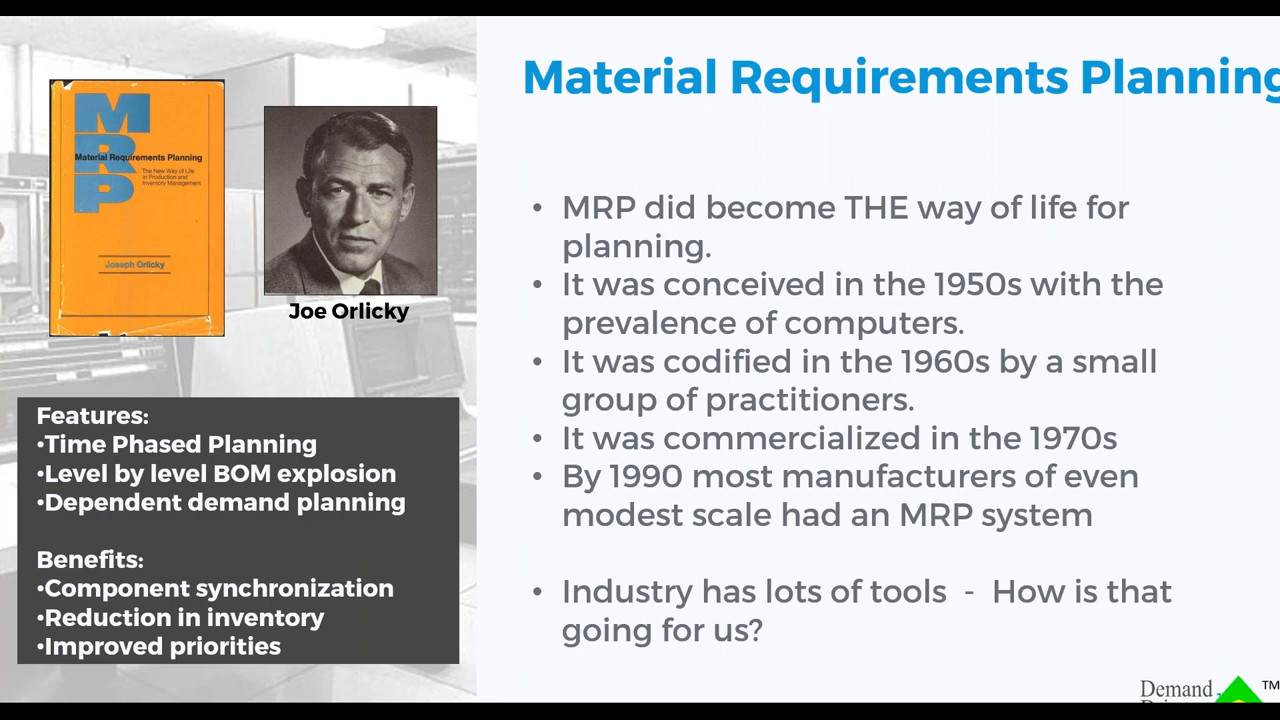 Material Requirements Planning
M
R
P
Material Requirements Planning
The New Way of Life
in Production and
Inventory Management
Joseph Orlicky
Joe Orlicky
Features:
•Time Phased Planning
•Level by level BOM explosion
•Dependent demand planning
Benefits:
•Component synchronization
•Reduction in inventory
•Improved priorities
• MRP did become THE way of life for
planning.
• It was conceived in the 1950s with the
prevalence of computers.
• It was codified in the 1960s by a small
group of practitioners.
• It was commercialized in the 1970s
• By 1990 most manufacturers of even
modest scale had an MRP system
• Industry has lots of tools - How is that
going for us?
Demand
TM